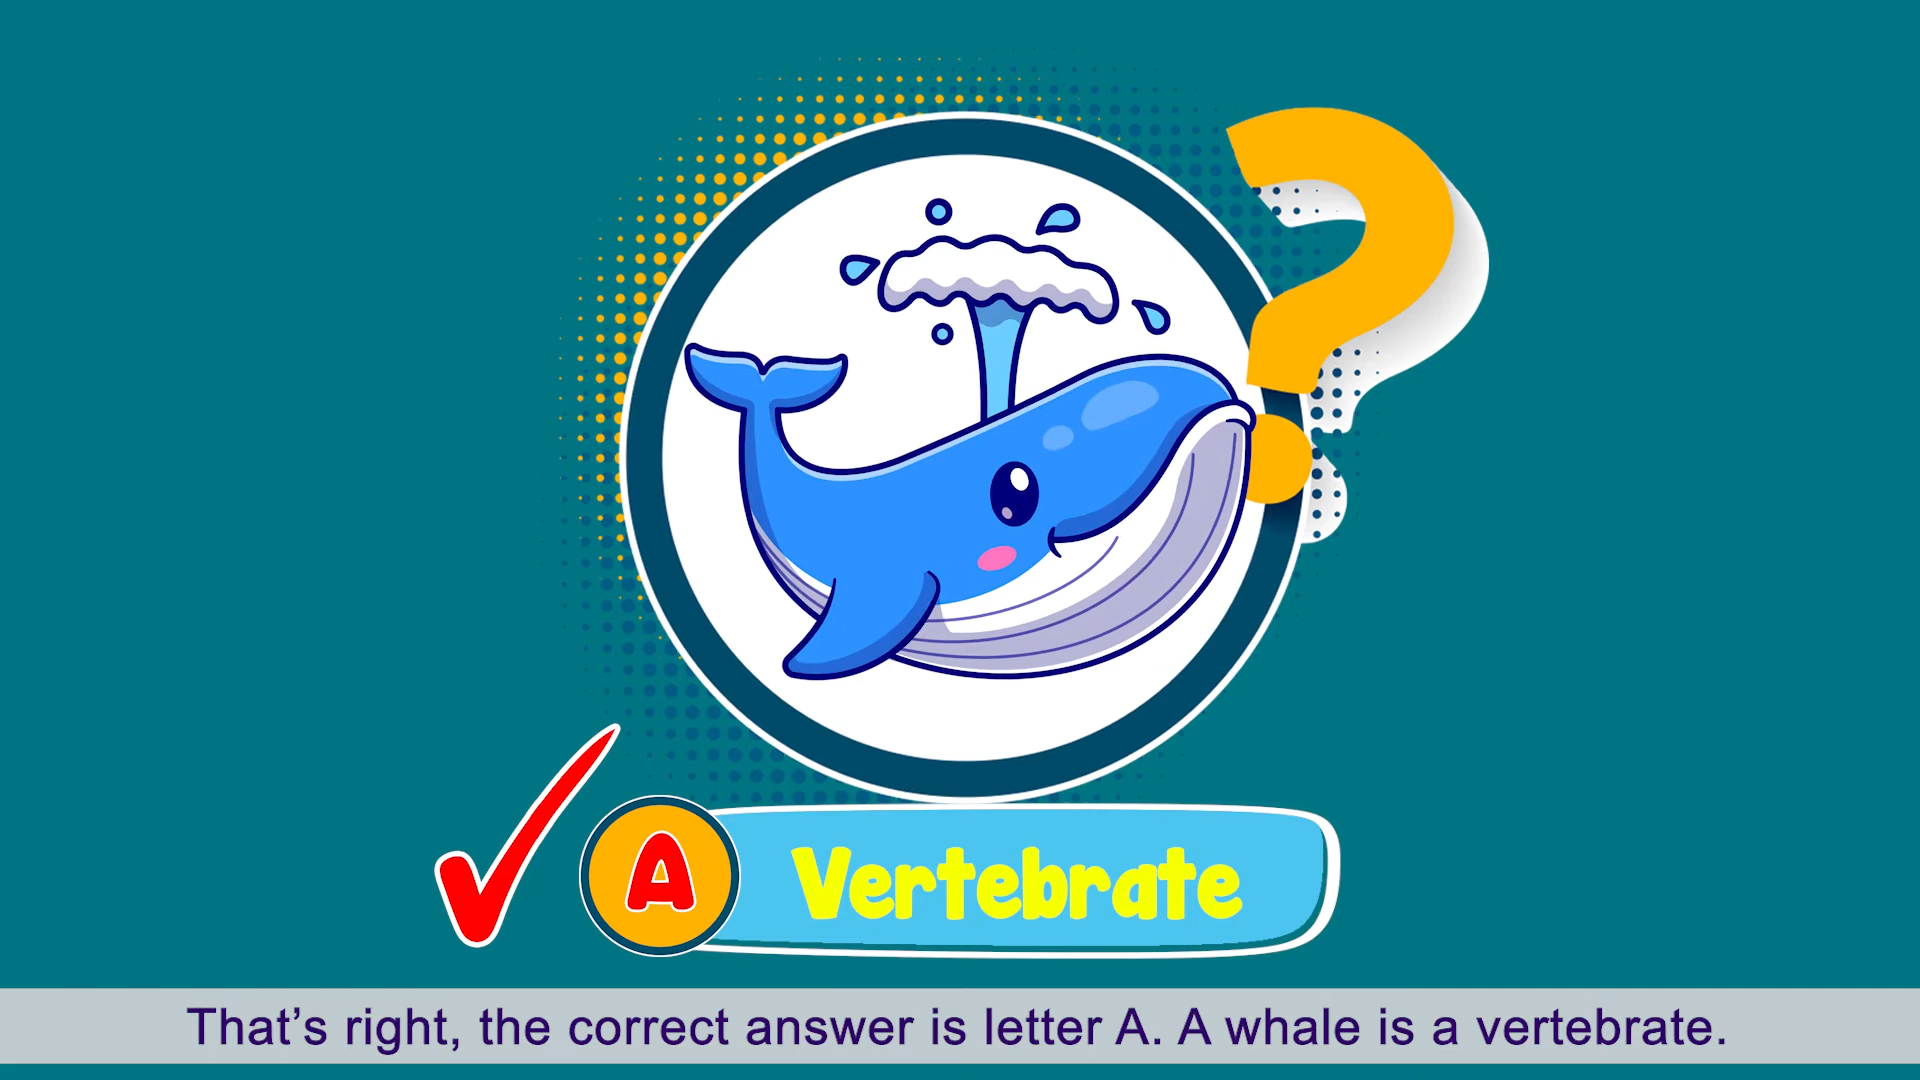 ?
A Vertebrate
That’s right, the correct answer is letter A. A whale is a vertebrate.